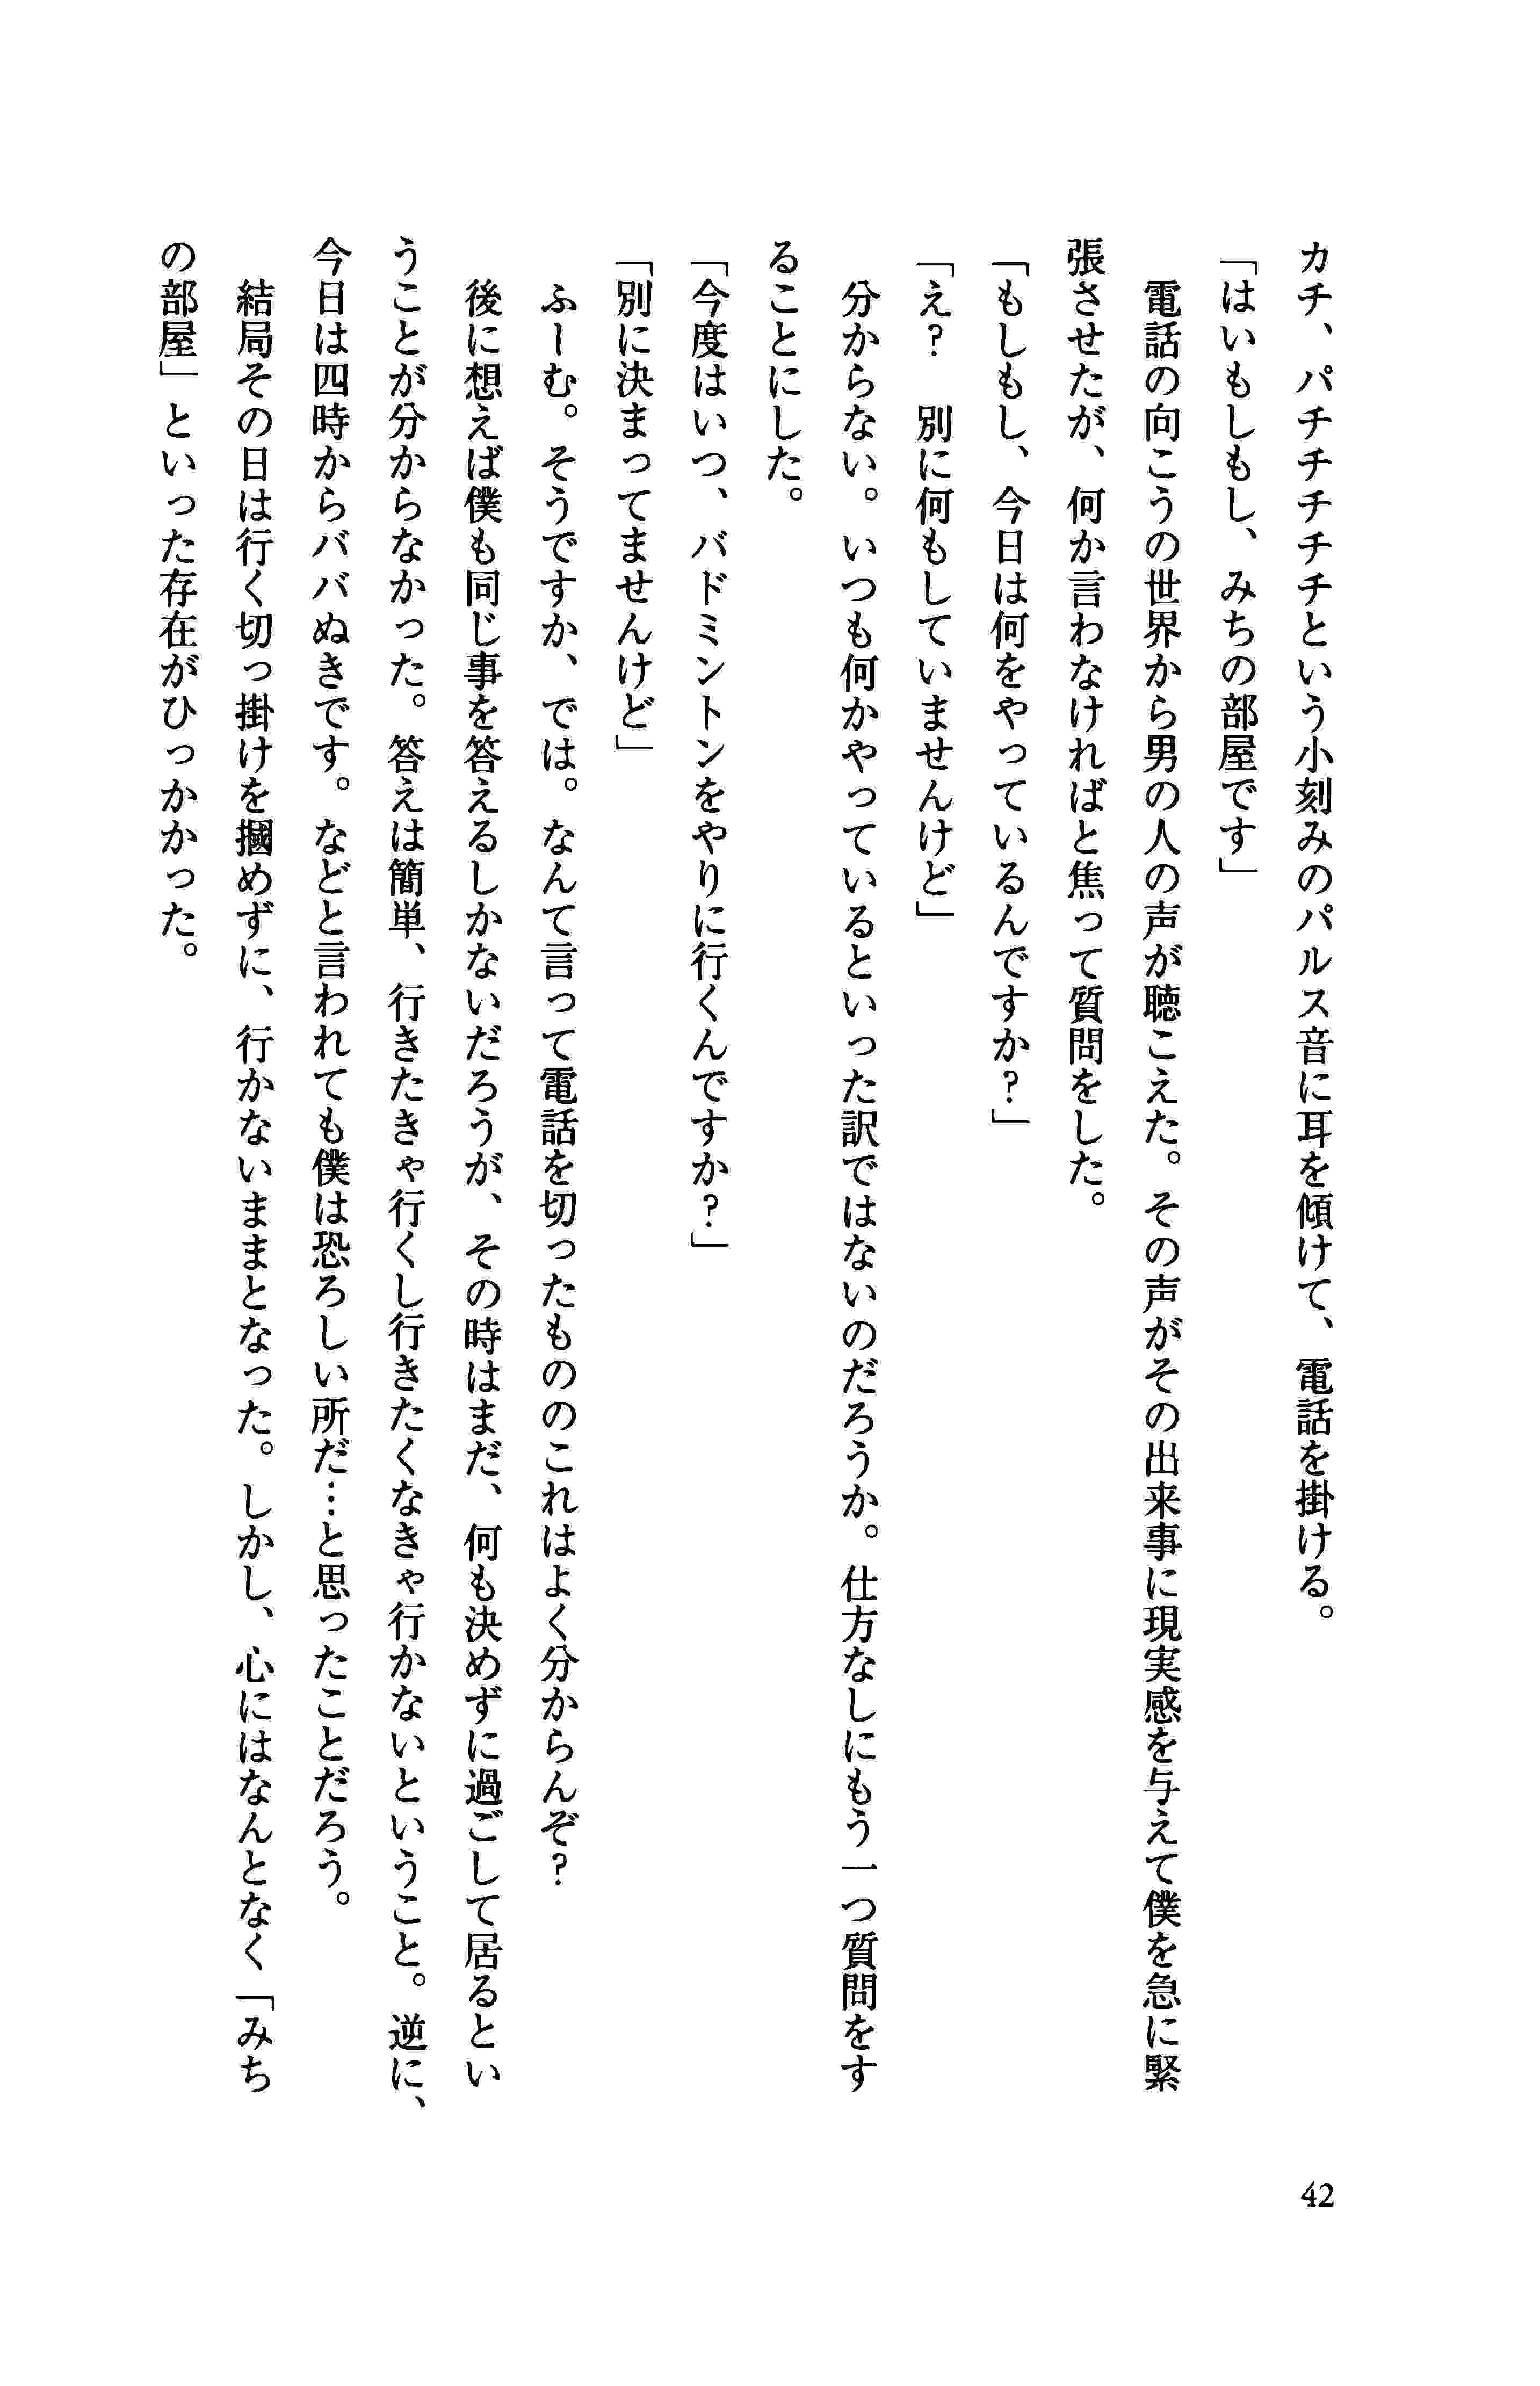 カチ、パチチチチチという小刻みのパルス音に耳を傾けて、電話を掛ける。
「はいもしもし、みちの部屋です」
　電話の向こうの世界から男の人の声が聴こえた。その声がその出来事に現実感を与えて僕を急に緊
張させたが、何か言わなければと焦って質問をした。
「もしもし、今日は何をやっているんですか？」
「え？　別に何もしていませんけど」
　分からない。いつも何かやっているといった訳ではないのだろうか。仕方なしにもう一つ質問をす
ることにした。
「今度はいつ、バドミントンをやりに行くんですか？」
「別に決まってませんけど」
　ふーむ。そうですか、では。なんて言って電話を切ったもののこれはよく分からんぞ？
　後に想えば僕も同じ事を答えるしかないだろうが、その時はまだ、何も決めずに過ごして居るとい
うことが分からなかった。答えは簡単、行きたきゃ行くし行きたくなきゃ行かないということ。逆に、
今日は四時からババぬきです。などと言われても僕は恐ろしい所だ…と思ったことだろう。
　結局その日は行く切っ掛けを摑めずに、行かないままとなった。しかし、心にはなんとなく「みち
の部屋」といった存在がひっかかった。
42